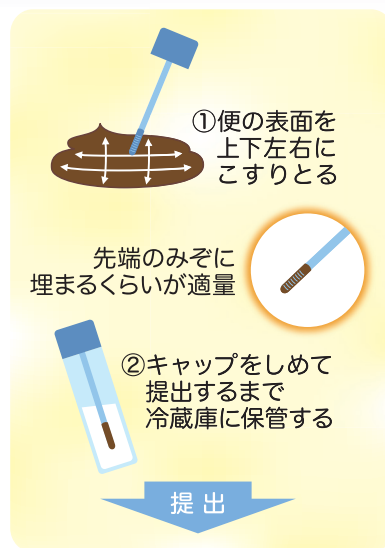 ①便の表面を
上下左右に
こすりとる
先端のみぞに
埋まるくらいが適量
②キャップをしめて
提出するまで
冷蔵庫に保管する
提出